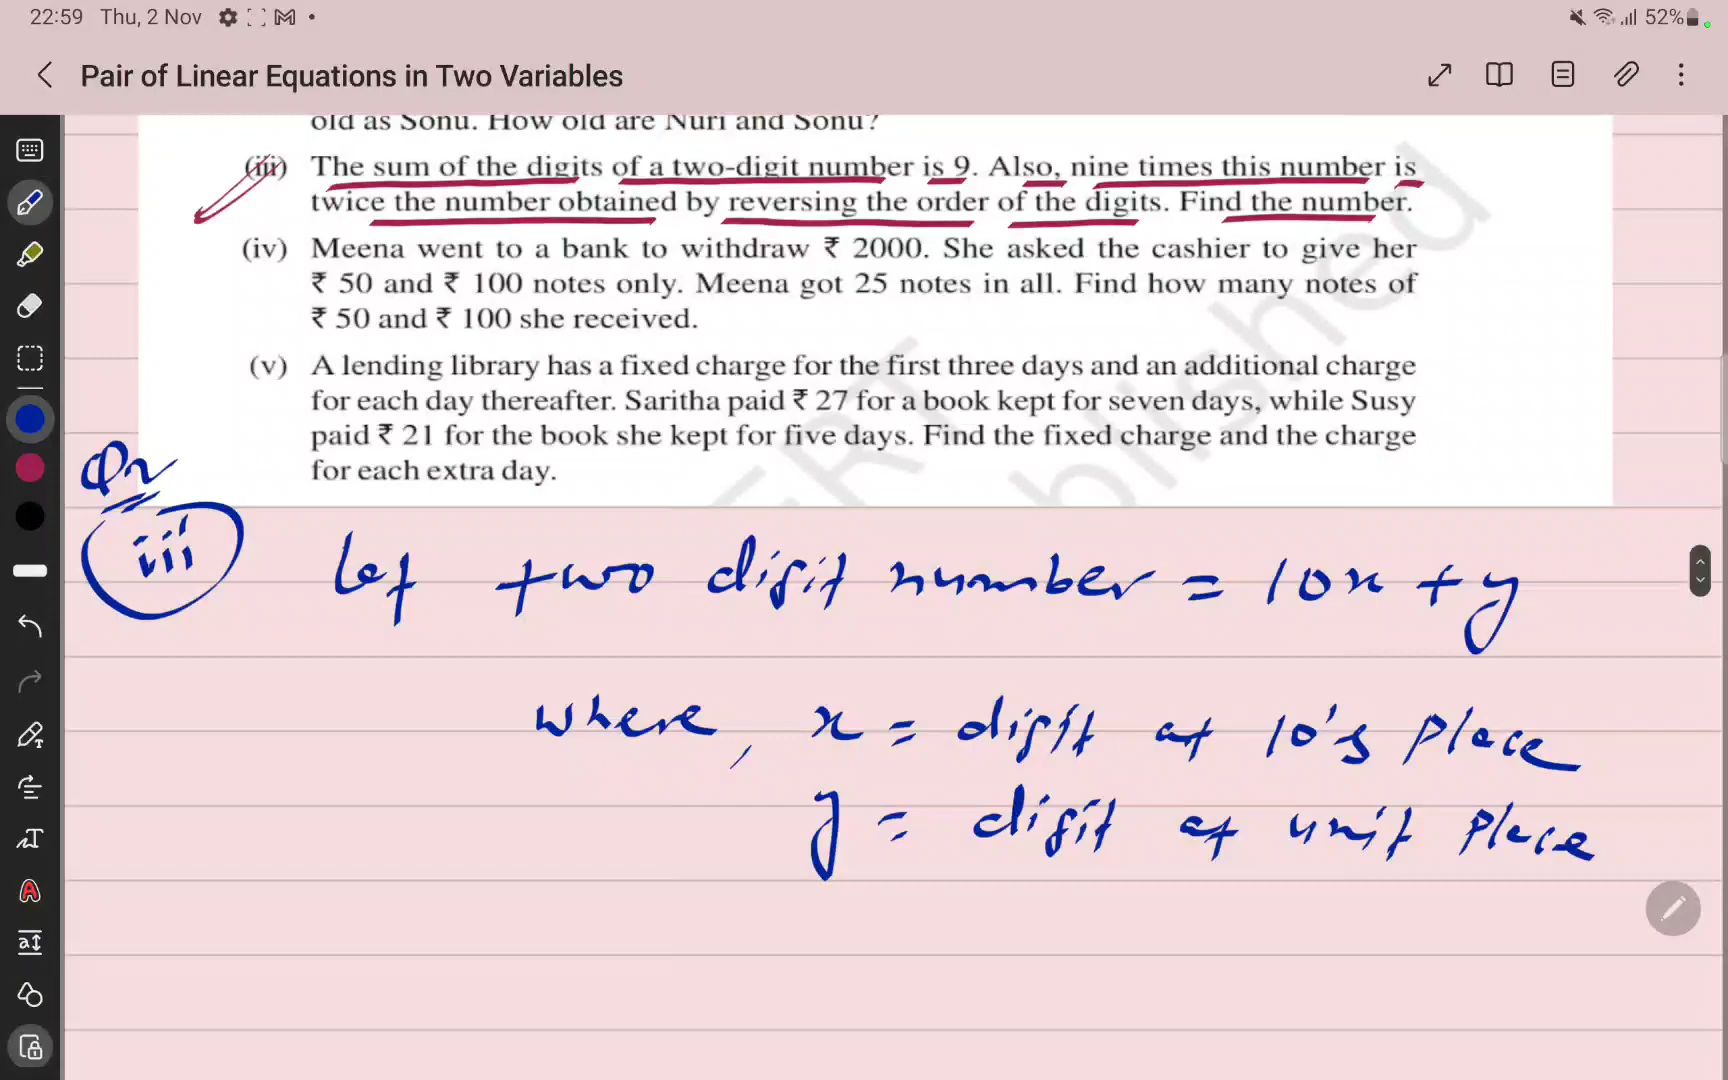 22:59 Thu, 2 Nov
52%
Pair of Linear Equations in Two Variables
old as Sonu. How old are Nuri and Sonu?
(iii) The sum of the digits of a two-digit number is 9. Also, nine times this number is
twice the number obtained by reversing the order of the digits. Find the number.
(iv) Meena went to a bank to withdraw ₹ 2000. She asked the cashier to give her
₹ 50 and ₹ 100 notes only. Meena got 25 notes in all. Find how many notes of
₹ 50 and ₹ 100 she received.
(v) A lending library has a fixed charge for the first three days and an additional charge
for each day thereafter. Saritha paid ₹ 27 for a book kept for seven days, while Susy
paid ₹ 21 for the book she kept for five days. Find the fixed charge and the charge
for each extra day.
iii Let two digit number = 10x + y
where, x = digit at 10's place
y = digit at unit place